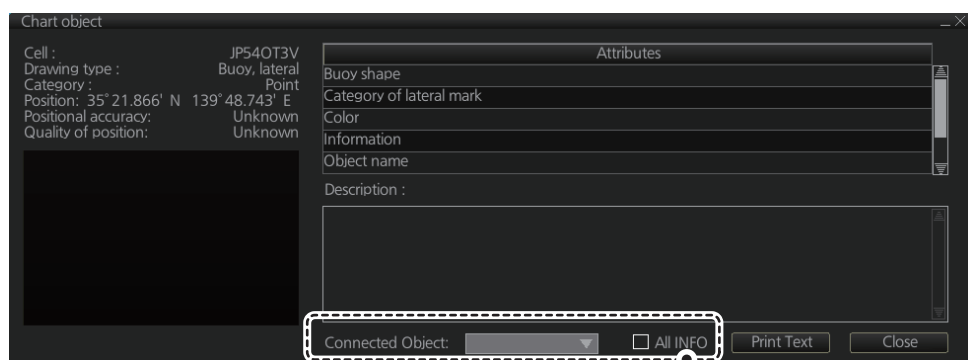 Chart object
Cell : JP54OT3V
Drawing type : Buoy, lateral
Category : Point
Position: 35°21.866' N 139°48.743' E
Positional accuracy: Unknown
Quality of position: Unknown
Attributes
Buoy shape
Category of lateral mark
Color
Information
Object name
Description :
Connected Object: All INFO Print Text Close